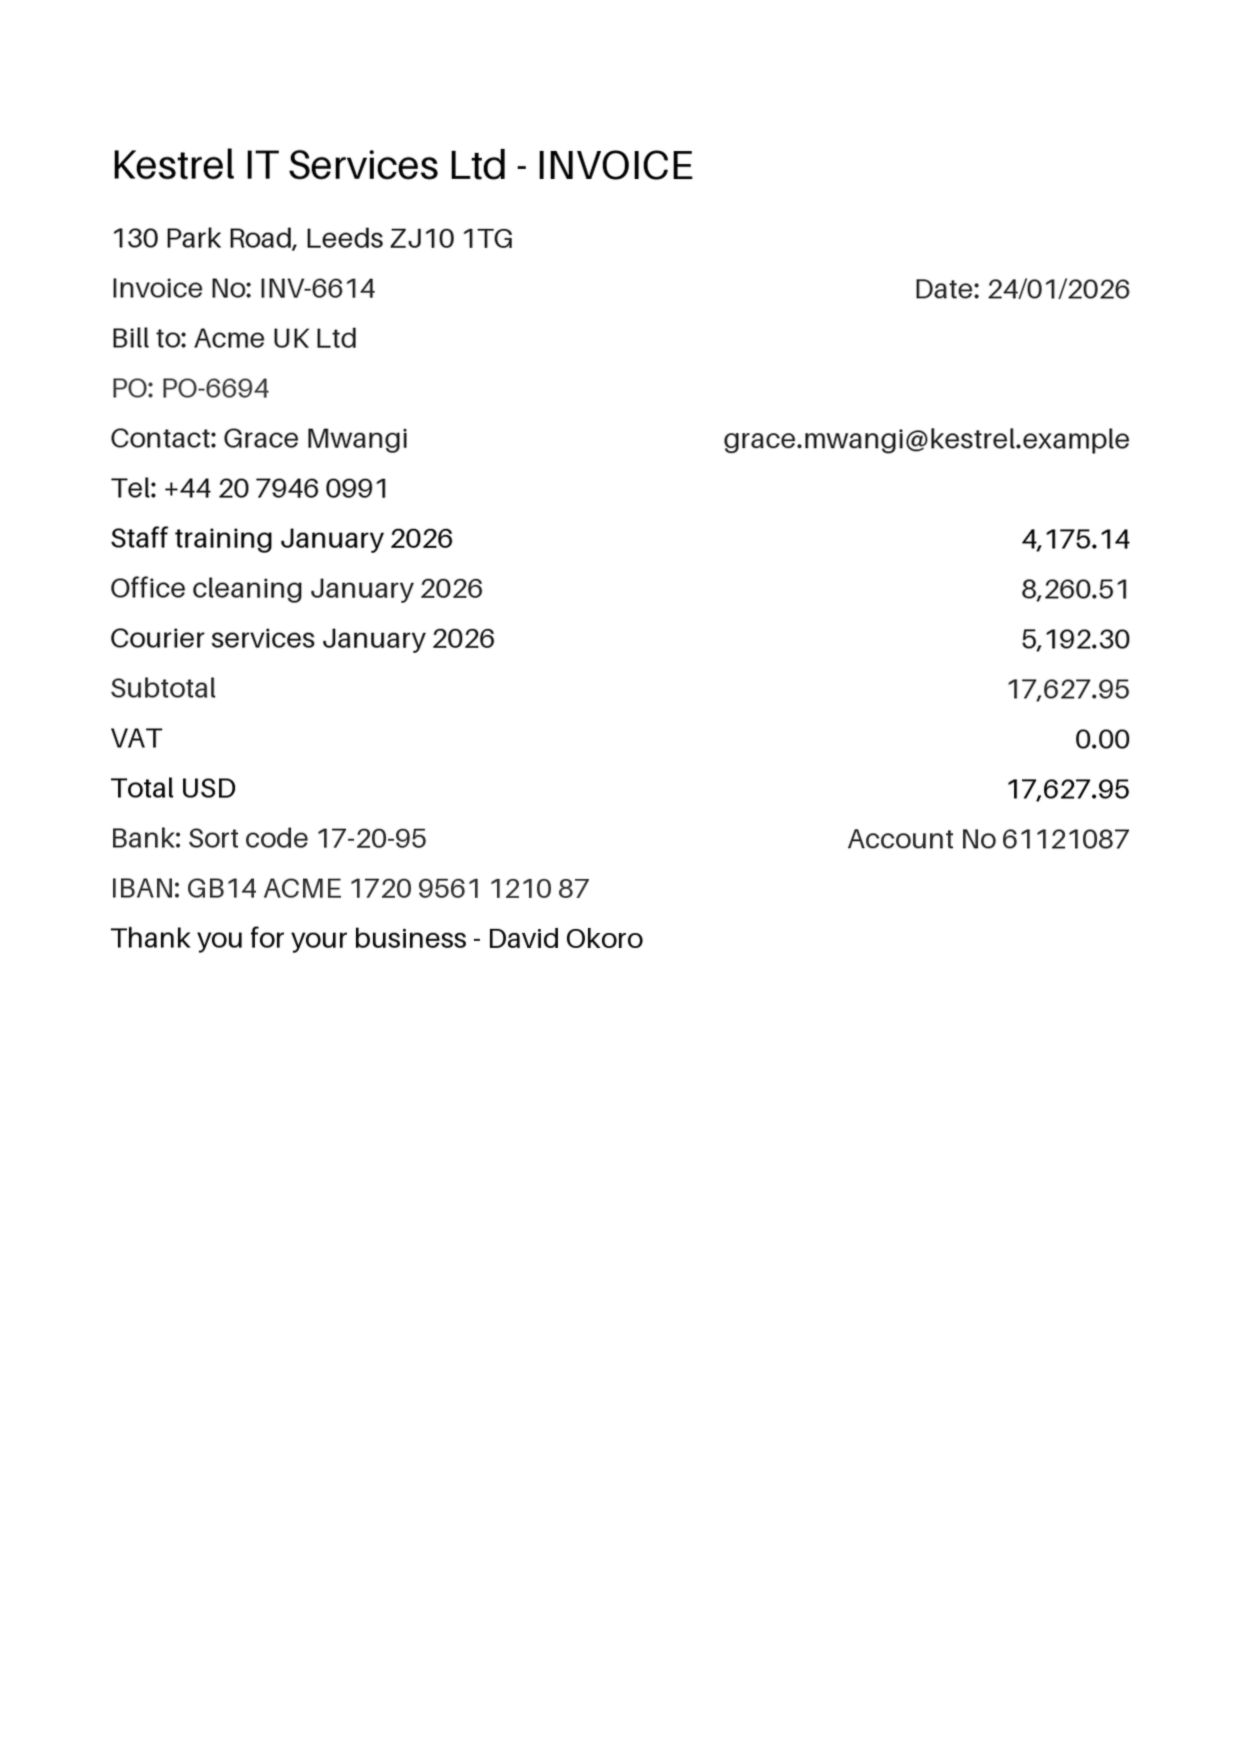 Kestrel IT Services Ltd - INVOICE
130 Park Road, Leeds ZJ10 1TG
Invoice No: INV-6614 Date: 24/01/2026
Bill to: Acme UK Ltd
PO: PO-6694
Contact: Grace Mwangi grace.mwangi@kestrel.example
Tel: +44 20 7946 0991
Staff training January 2026 4,175.14
Office cleaning January 2026 8,260.51
Courier services January 2026 5,192.30
Subtotal 17,627.95
VAT 0.00
Total USD 17,627.95
Bank: Sort code 17-20-95 Account No 61121087
IBAN: GB14 ACME 1720 9561 1210 87
Thank you for your business - David Okoro